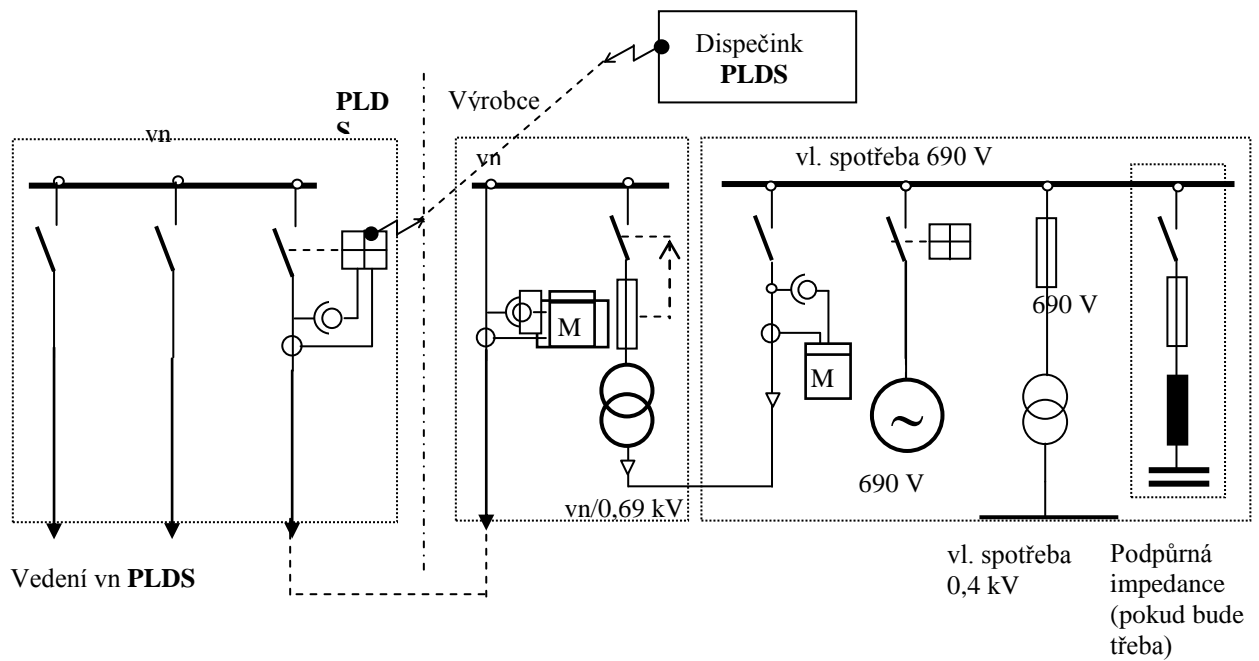 Dispečink
PLDS
PLD
S
Výrobce
vn
vn
vl. spotřeba 690 V
M
M
690 V
~
690 V
vn/0,69 kV
Vedení vn PLDS
vl. spotřeba
0,4 kV
Podpůrná
impedance
(pokud bude
třeba)